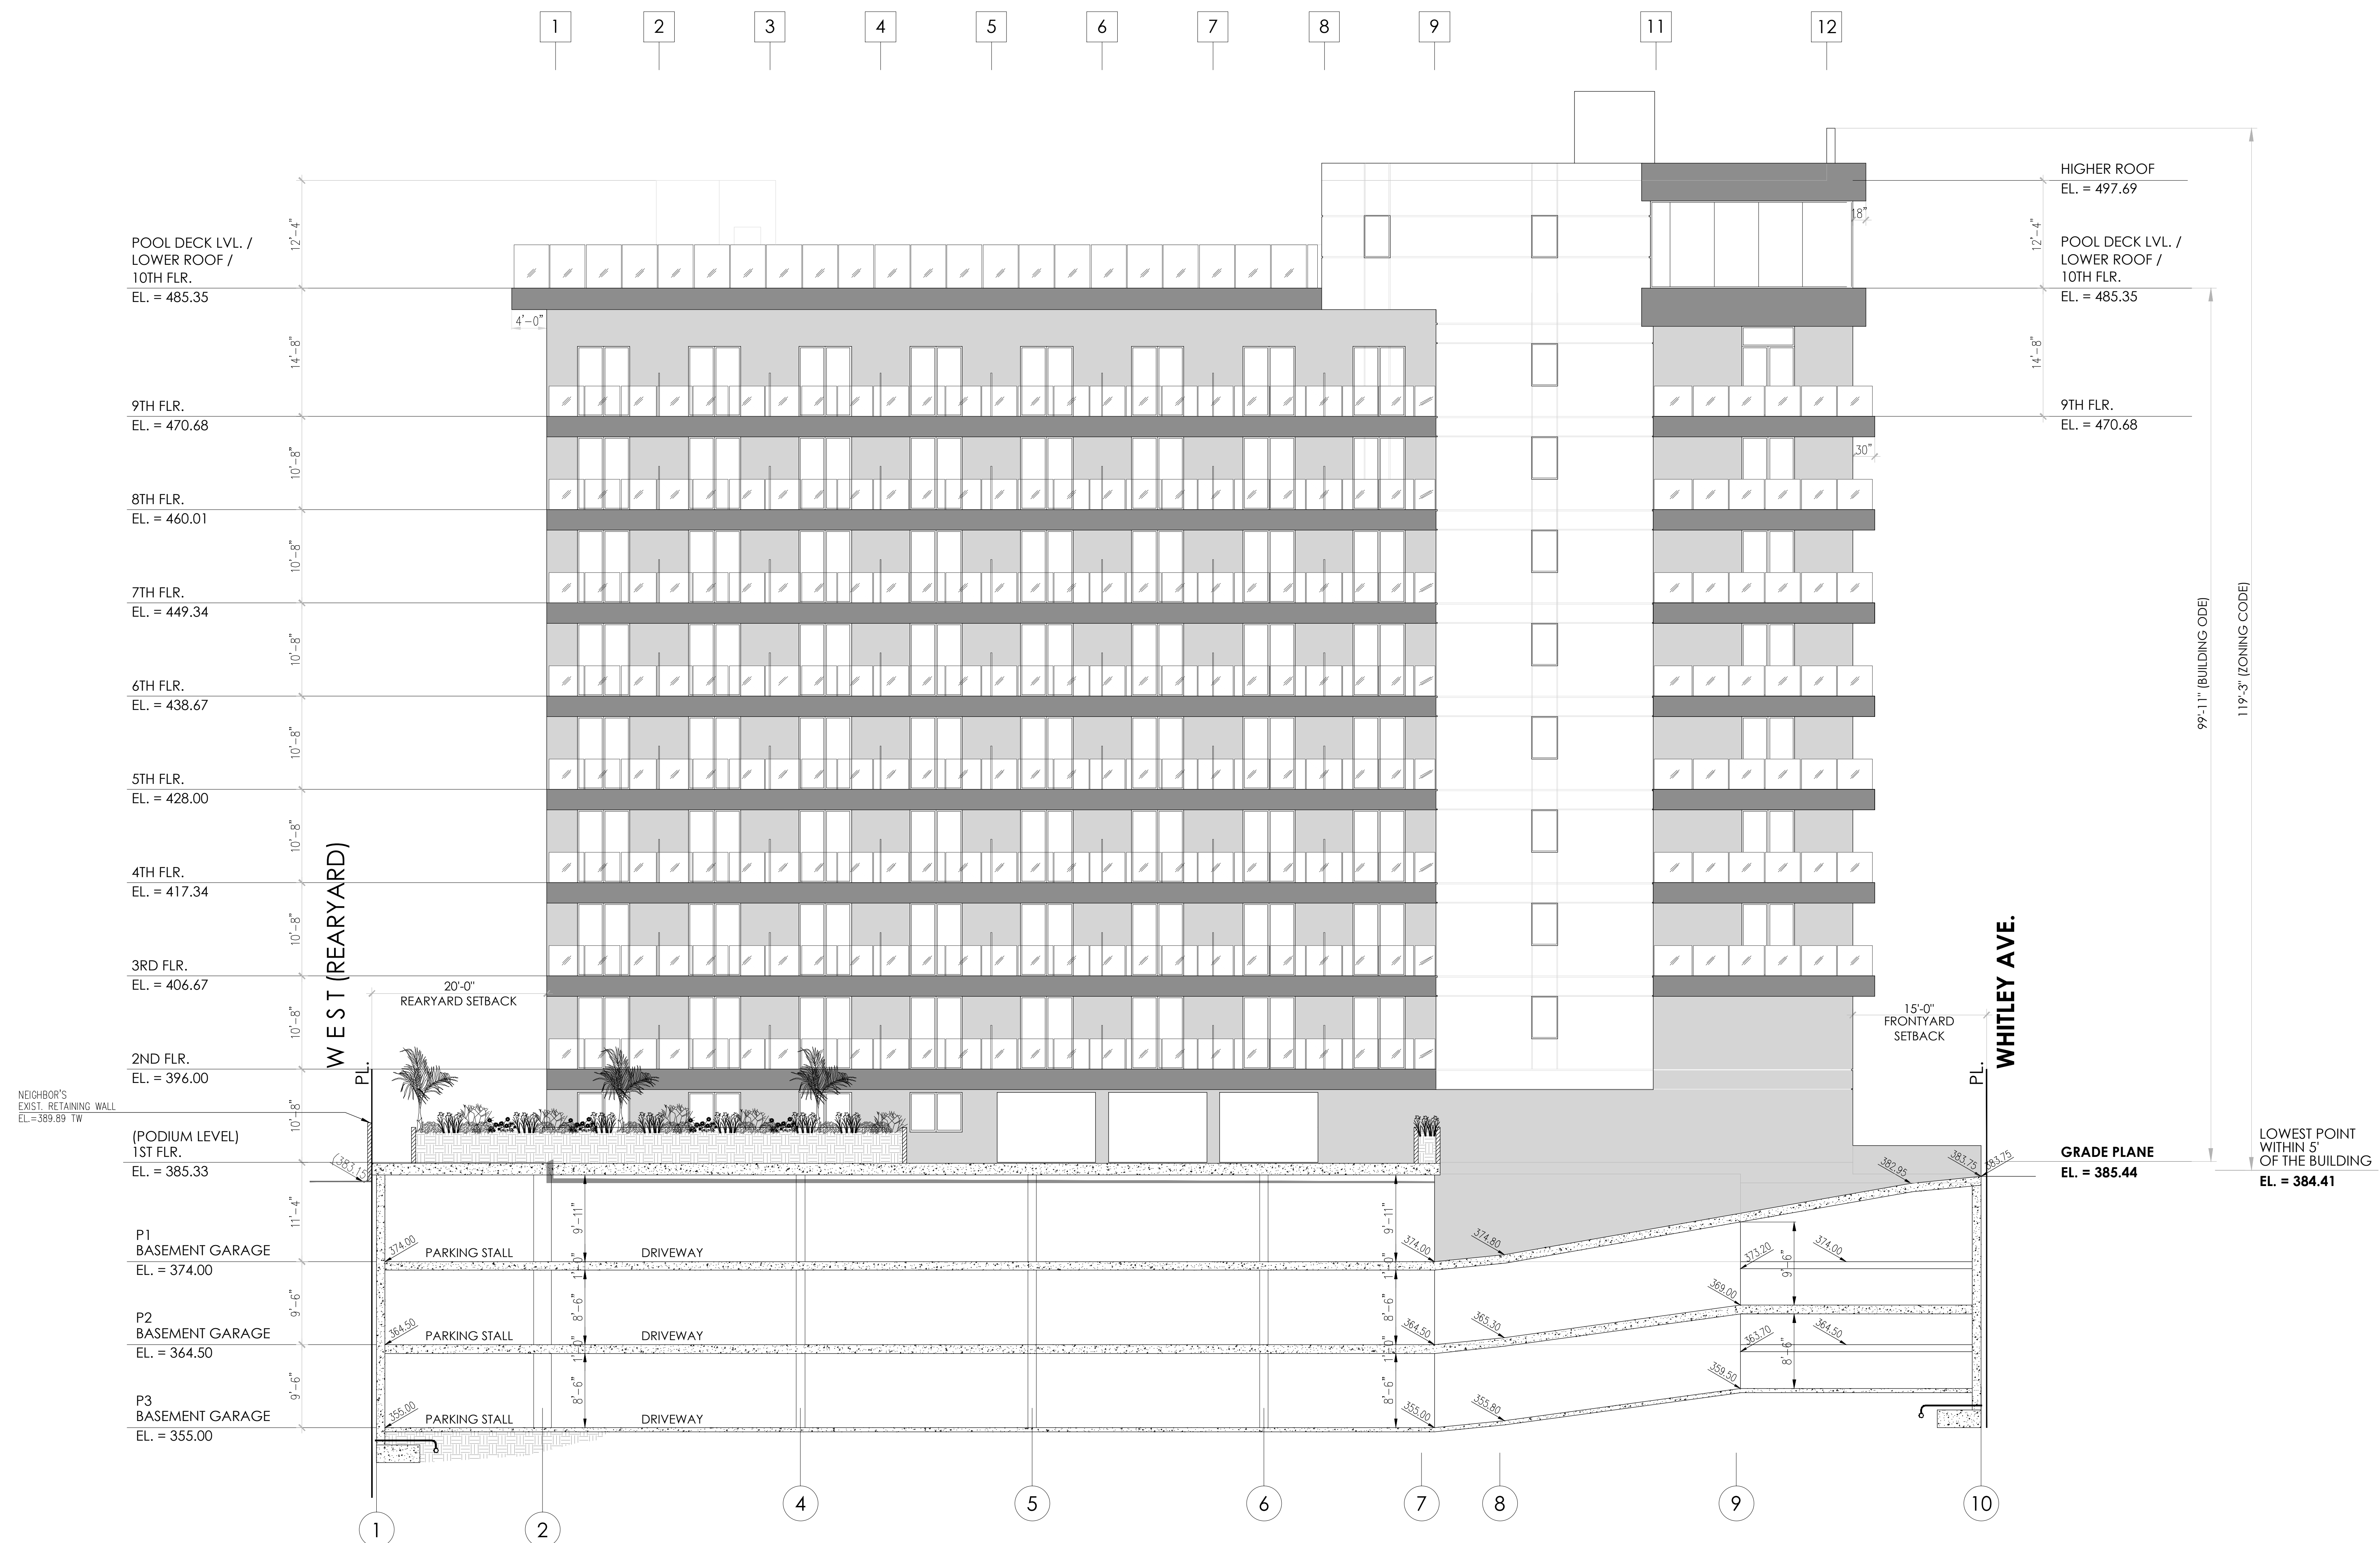 1 2 3 4 5 6 7 8 9 11 12
HIGHER ROOF
EL. = 497.69
18"
12'-4"
12'-4"
POOL DECK LVL. /
LOWER ROOF /
10TH FLR.
EL. = 485.35
POOL DECK LVL. /
LOWER ROOF /
10TH FLR.
EL. = 485.35
4'-0"
14'-8"
14'-8"
9TH FLR.
EL. = 470.68
9TH FLR.
EL. = 470.68
30"
10'-8"
8TH FLR.
EL. = 460.01
10'-8"
7TH FLR.
EL. = 449.34
10'-8"
6TH FLR.
EL. = 438.67
10'-8"
5TH FLR.
EL. = 428.00
10'-8"
4TH FLR.
EL. = 417.34
10'-8"
3RD FLR.
EL. = 406.67
10'-8"
2ND FLR.
EL. = 396.00
10'-8"
99'-11" (BUILDING ODE)
119'-3" (ZONING CODE)
WEST (REARYARD)
PL.
20'-0"
REARYARD SETBACK
15'-0"
FRONTYARD
SETBACK
PL.
WHITLEY AVE.
NEIGHBOR'S
EXIST. RETAINING WALL
EL.=389.89 TW
(PODIUM LEVEL)
1ST FLR.
EL. = 385.33
(383.15)
GRADE PLANE
EL. = 385.44
LOWEST POINT
WITHIN 5'
OF THE BUILDING
EL. = 384.41
382.95
383.75
383.75
11'-4"
9'-11"
9'-11"
P1
BASEMENT GARAGE
EL. = 374.00
374.00
PARKING STALL
DRIVEWAY
1'-0"
374.00
1'-0"
374.80
373.20
374.00
9'-6"
9'-6"
8'-6"
8'-6"
369.00
P2
BASEMENT GARAGE
EL. = 364.50
364.50
PARKING STALL
DRIVEWAY
1'-0"
364.50
1'-0"
365.30
363.70
364.50
8'-6"
9'-6"
8'-6"
8'-6"
359.50
P3
BASEMENT GARAGE
EL. = 355.00
355.00
PARKING STALL
DRIVEWAY
355.00
355.80
1 2 4 5 6 7 8 9 10